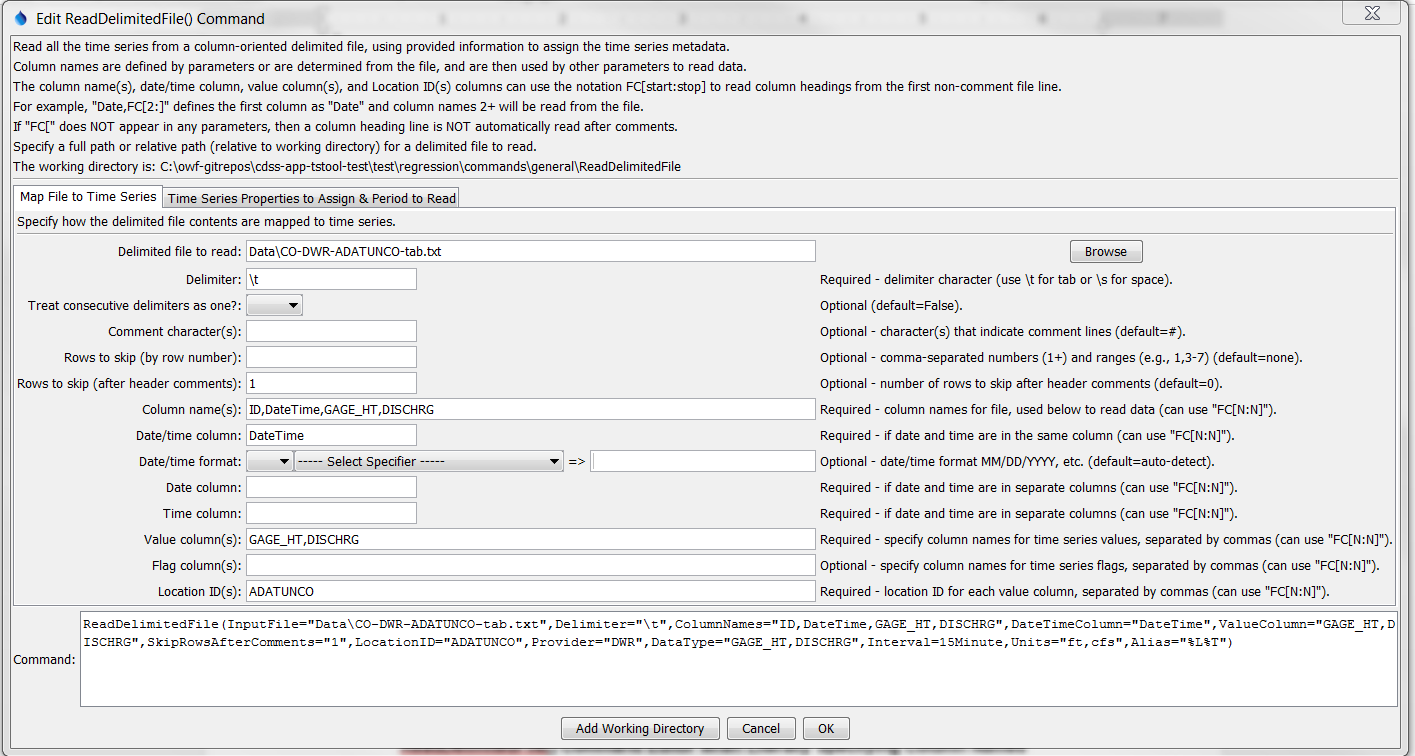 Edit ReadDelimitedFile() Command
Read all the time series from a column-oriented delimited file, using provided information to assign the time series metadata.
Column names are defined by parameters or are determined from the file, and are then used by other parameters to read data.
The column name(s), date/time column, value column(s), and Location ID(s) columns can use the notation FC[start:stop] to read column headings from the first non-comment file line.
For example, "Date,FC[2:]" defines the first column as "Date" and column names 2+ will be read from the file.
If "FC[" does NOT appear in any parameters, then a column heading line is NOT automatically read after comments.
Specify a full path or relative path (relative to working directory) for a delimited file to read.
The working directory is: C:\owf-gitrepos\cdss-app-tstool-test\test\regression\commands\general\ReadDelimitedFile
Map File to Time Series Time Series Properties to Assign & Period to Read
Specify how the delimited file contents are mapped to time series.
Delimited file to read: Data\CO-DWR-ADATUNCO-tab.txt Browse
Delimiter: \t Required - delimiter character (use \t for tab or \s for space).
Treat consecutive delimiters as one?: Optional (default=False).
Comment character(s): Optional - character(s) that indicate comment lines (default=#).
Rows to skip (by row number): Optional - comma-separated numbers (1+) and ranges (e.g., 1,3-7) (default=none).
Rows to skip (after header comments): 1 Optional - number of rows to skip after header comments (default=0).
Column name(s): ID,DateTime,GAGE_HT,DISCHRG Required - column names for file, used below to read data (can use "FC[N:N]").
Date/time column: DateTime Required - if date and time are in the same column (can use "FC[N:N]").
Date/time format: ----- Select Specifier ----- => Optional - date/time format MM/DD/YYYY, etc. (default=auto-detect).
Date column: Required - if date and time are in separate columns (can use "FC[N:N]").
Time column: Required - if date and time are in separate columns (can use "FC[N:N]").
Value column(s): GAGE_HT,DISCHRG Required - specify column names for time series values, separated by commas (can use "FC[N:N]").
Flag column(s): Optional - specify column names for time series flags, separated by commas (can use "FC[N:N]").
Location ID(s): ADATUNCO Required - location ID for each value column, separated by commas (can use "FC[N:N]").
ReadDelimitedFile(InputFile="Data\CO-DWR-ADATUNCO-tab.txt",Delimiter="\t",ColumnNames="ID,DateTime,GAGE_HT,DISCHRG",DateTimeColumn="DateTime",ValueColumn="GAGE_HT,D
ISCHRG",SkipRowsAfterComments="1",LocationID="ADATUNCO",Provider="DWR",DataType="GAGE_HT,DISCHRG",Interval=15Minute,Units="ft,cfs",Alias="%L%T")
Command:
Add Working Directory Cancel OK